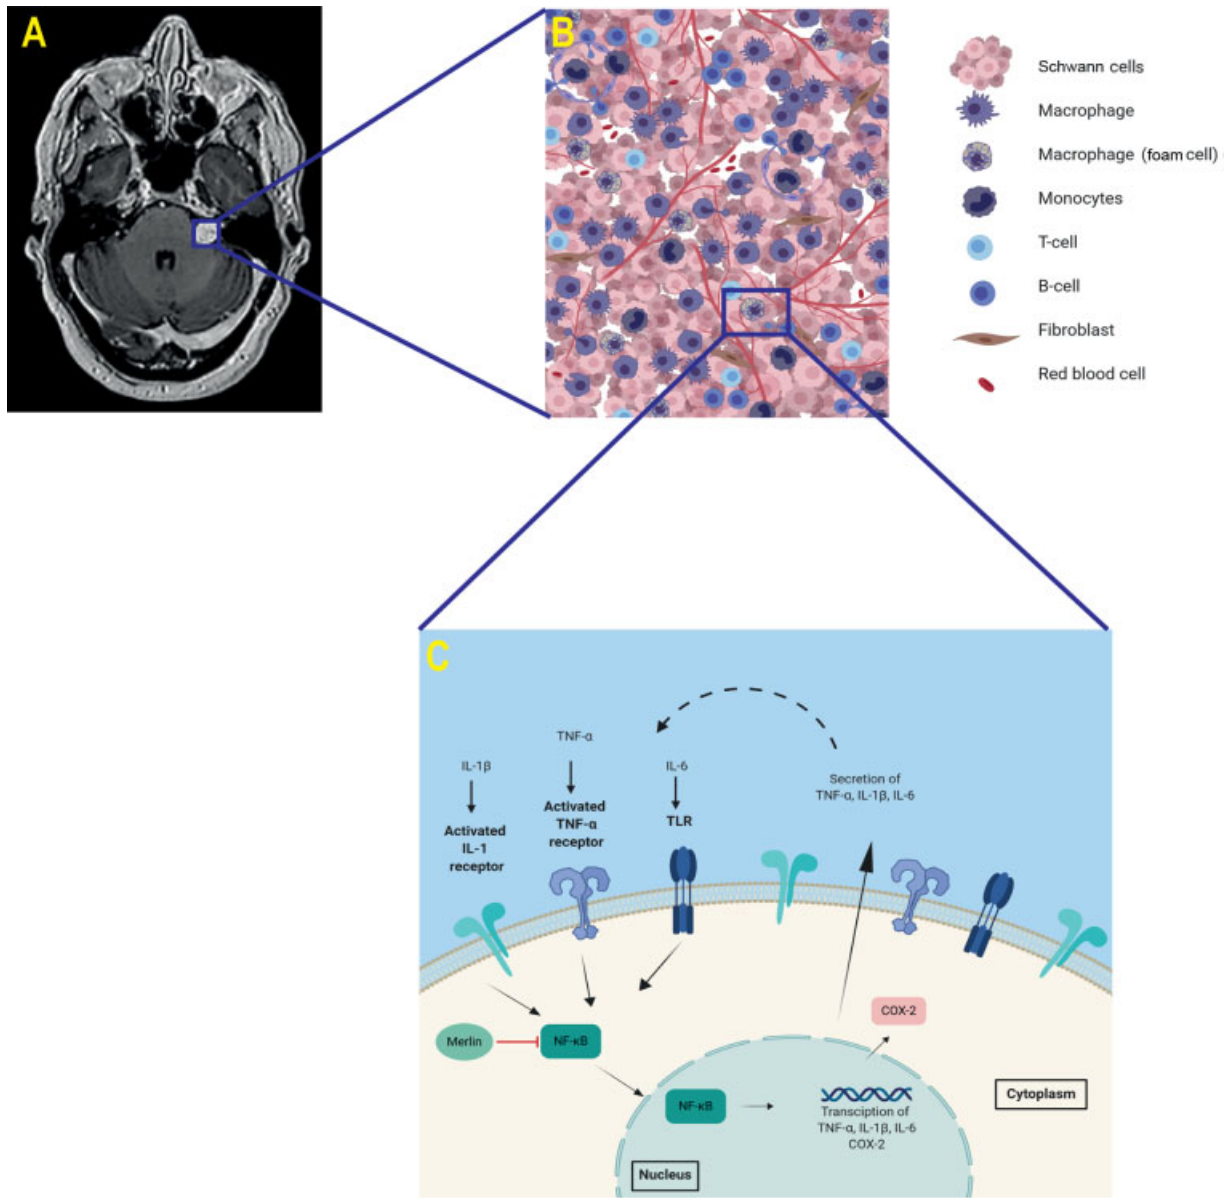 A
B
Schwann cells
Macrophage
Macrophage (foam cell)
Monocytes
T-cell
B-cell
Fibroblast
Red blood cell
C
TNF-α
IL-1β
IL-6
Secretion of
TNF-α, IL-1β, IL-6
Activated
TNF-α
receptor
TLR
Activated
IL-1
receptor
COX-2
Merlin
NF-κB
Cytoplasm
NF-κB
Transciption of
TNF-α, IL-1β, IL-6
COX-2
Nucleus